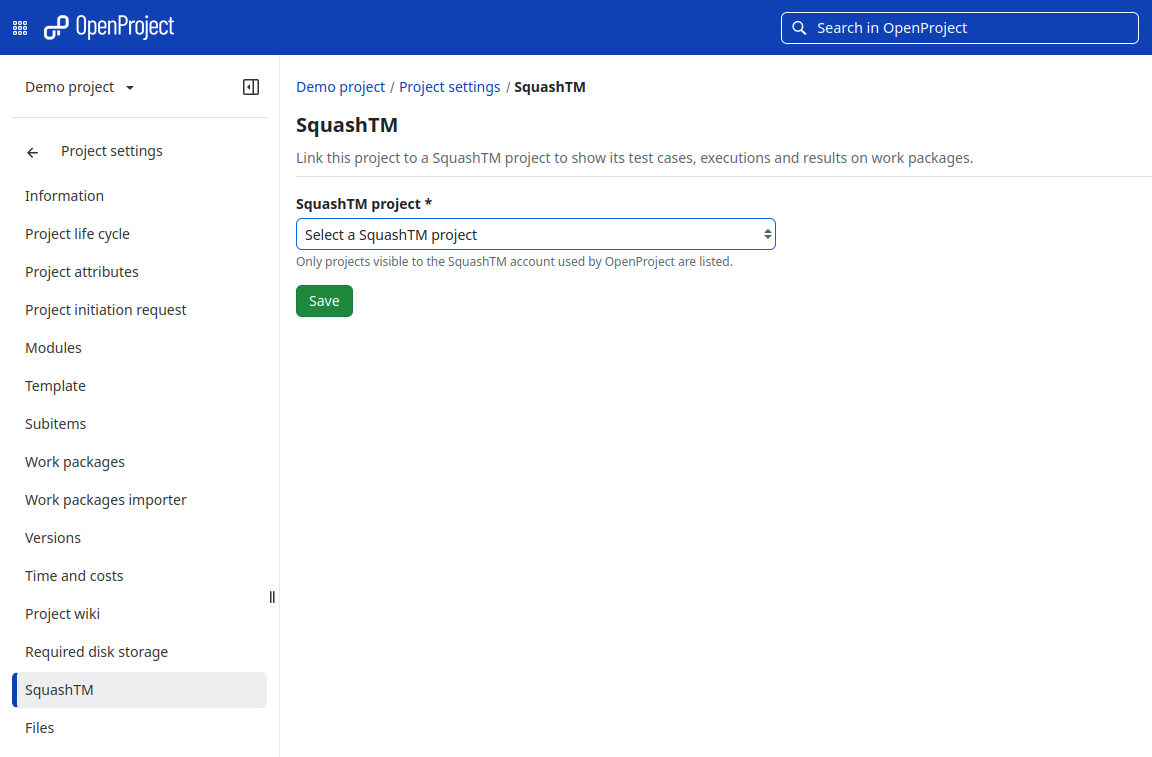 OpenProject
Search in OpenProject
Demo project
Project settings
Information
Project life cycle
Project attributes
Project initiation request
Modules
Template
Subitems
Work packages
Work packages importer
Versions
Time and costs
Project wiki
Required disk storage
SquashTM
Files
Demo project / Project settings / SquashTM
SquashTM
Link this project to a SquashTM project to show its test cases, executions and results on work packages.
SquashTM project *
Select a SquashTM project
Only projects visible to the SquashTM account used by OpenProject are listed.
Save